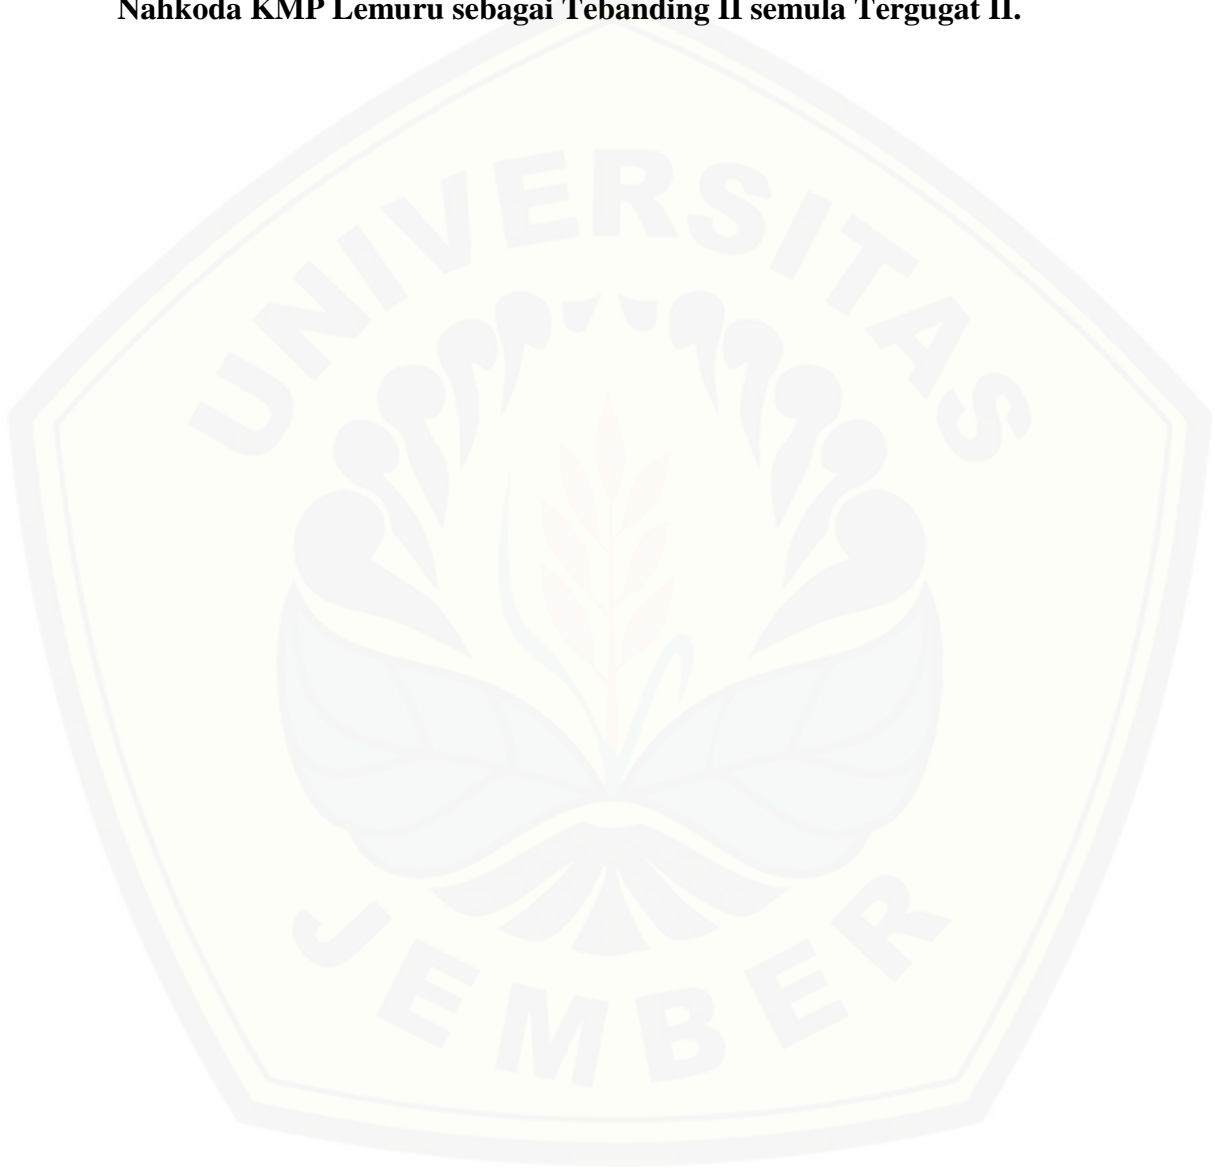 Nahkoda KMP Lemuru sebagai Tebanding II semula Tergugat II.
UNIVERSITAS
JEMBER